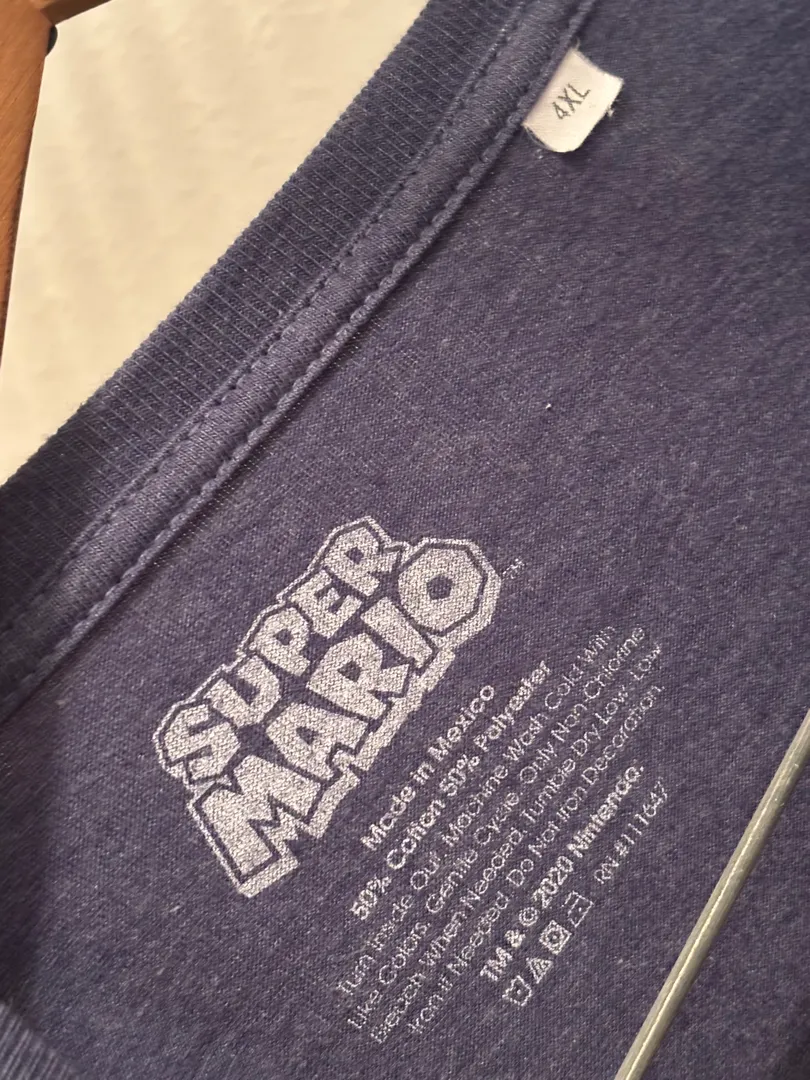 4XL
SUPER
MARIO
TM
Made in Mexico
50% Cotton 50% Polyester
Turn Inside Out. Machine Wash Cold With
Like Colors. Gentle Cycle. Only Non-Chlorine
Bleach When Needed. Tumble Dry Low. Low
Iron if Needed. Do Not Iron Decoration.
TM & © 2020 Nintendo.
RN #111647